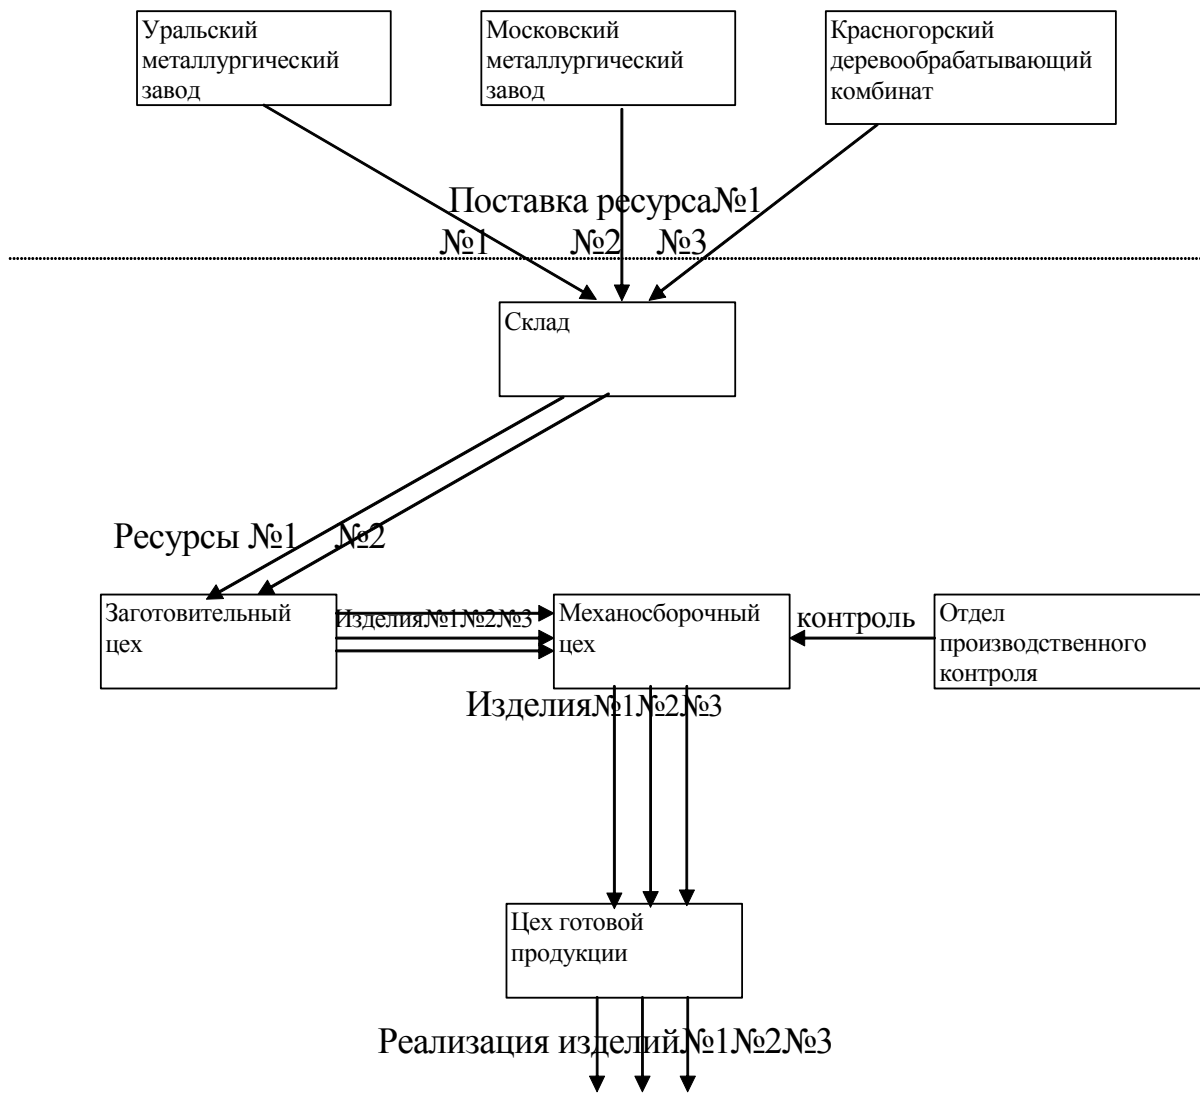 Уральский
металлургический
завод
Московский
металлургический
завод
Красногорский
деревообрабатывающий
комбинат
Поставка ресурса№1
№1 №2 №3
Склад
Ресурсы №1 №2
Заготовительный
цех
Изделия№1№2№3
Механосборочный
цех
контроль
Отдел
производственного
контроля
Изделия№1№2№3
Цех готовой
продукции
Реализация изделий№1№2№3